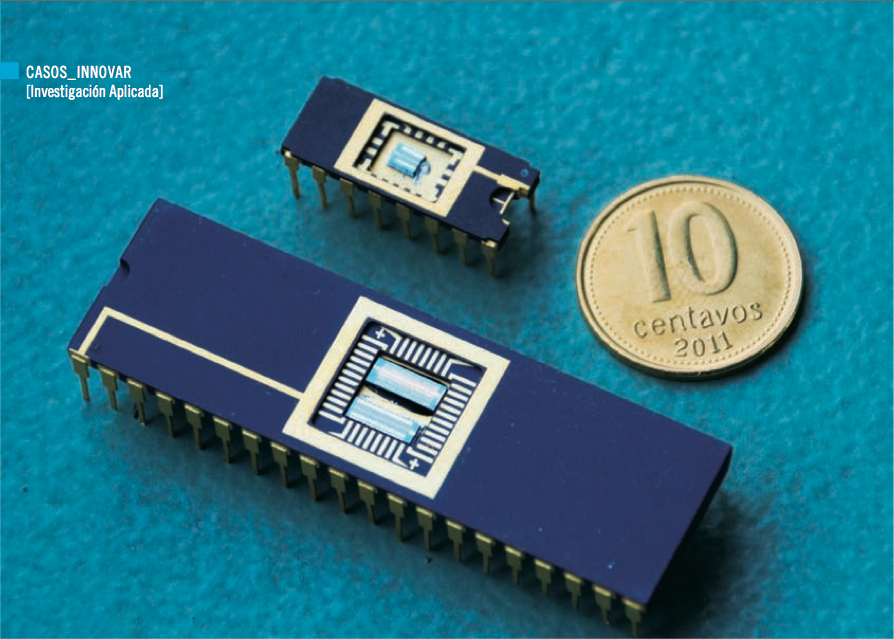 CASOS_INNOVAR
[Investigación Aplicada]
10
centavos
2011